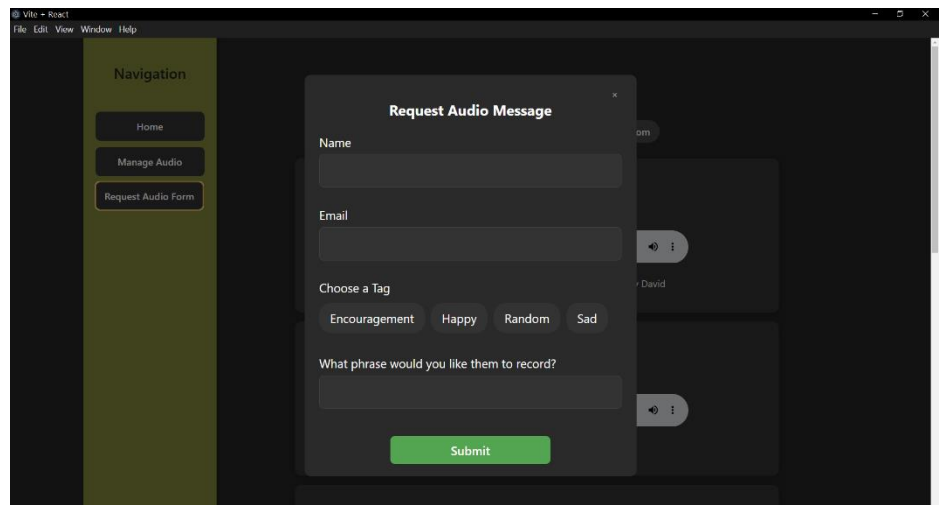 Vite + React
File Edit View Window Help
Navigation
Home
Manage Audio
Request Audio Form
×
Request Audio Message
Name
Email
Choose a Tag
Encouragement Happy Random Sad
What phrase would you like them to record?
Submit
om
David